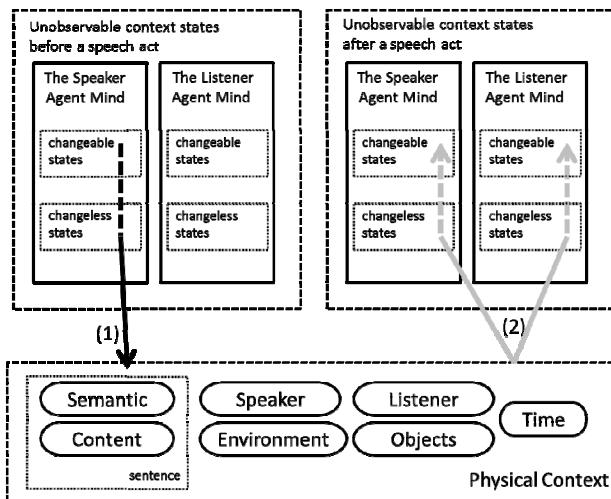 Unobservable context states
before a speech act
The Speaker
Agent Mind
changeable
states
changeless
states
The Listener
Agent Mind
changeable
states
changeless
states
Unobservable context states
after a speech act
The Speaker
Agent Mind
changeable
states
changeless
states
The Listener
Agent Mind
changeable
states
changeless
states
(1)
(2)
Semantic
Content
sentence
Speaker
Environment
Listener
Objects
Time
Physical Context